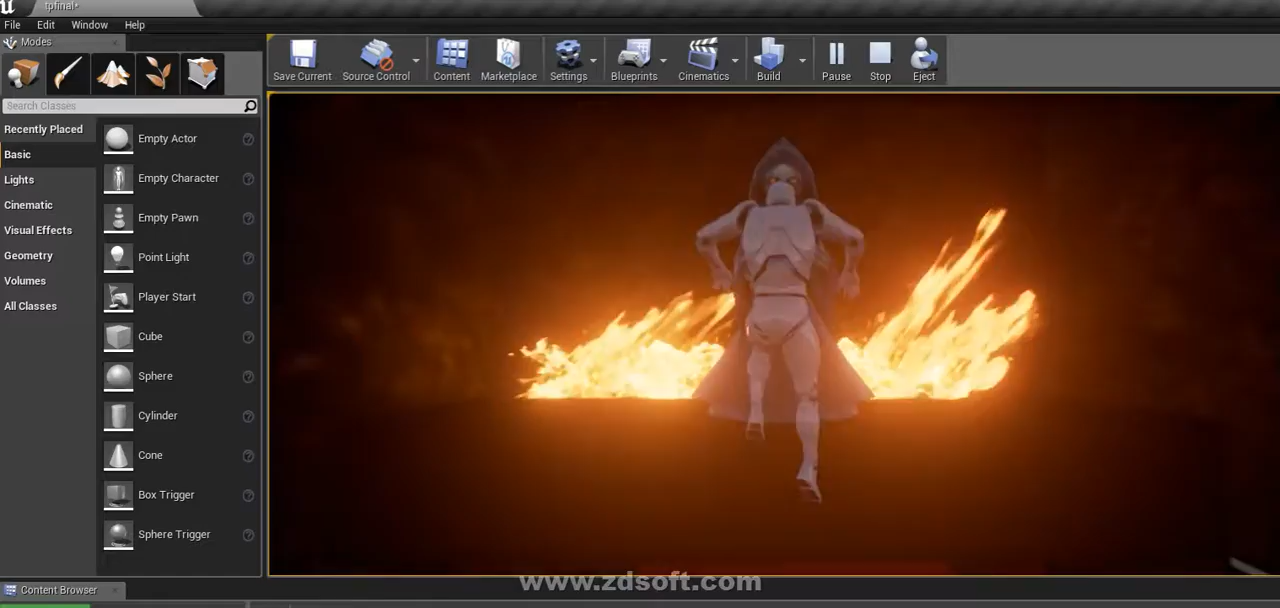 tpfinal*
File Edit Window Help
Modes
Save Current Source Control Content Marketplace Settings Blueprints Cinematics Build Pause Stop Eject
Search Classes
Recently Placed
Basic
Lights
Cinematic
Visual Effects
Geometry
Volumes
All Classes
Empty Actor
Empty Character
Empty Pawn
Point Light
Player Start
Cube
Sphere
Cylinder
Cone
Box Trigger
Sphere Trigger
www.zdsoft.com
Content Browser